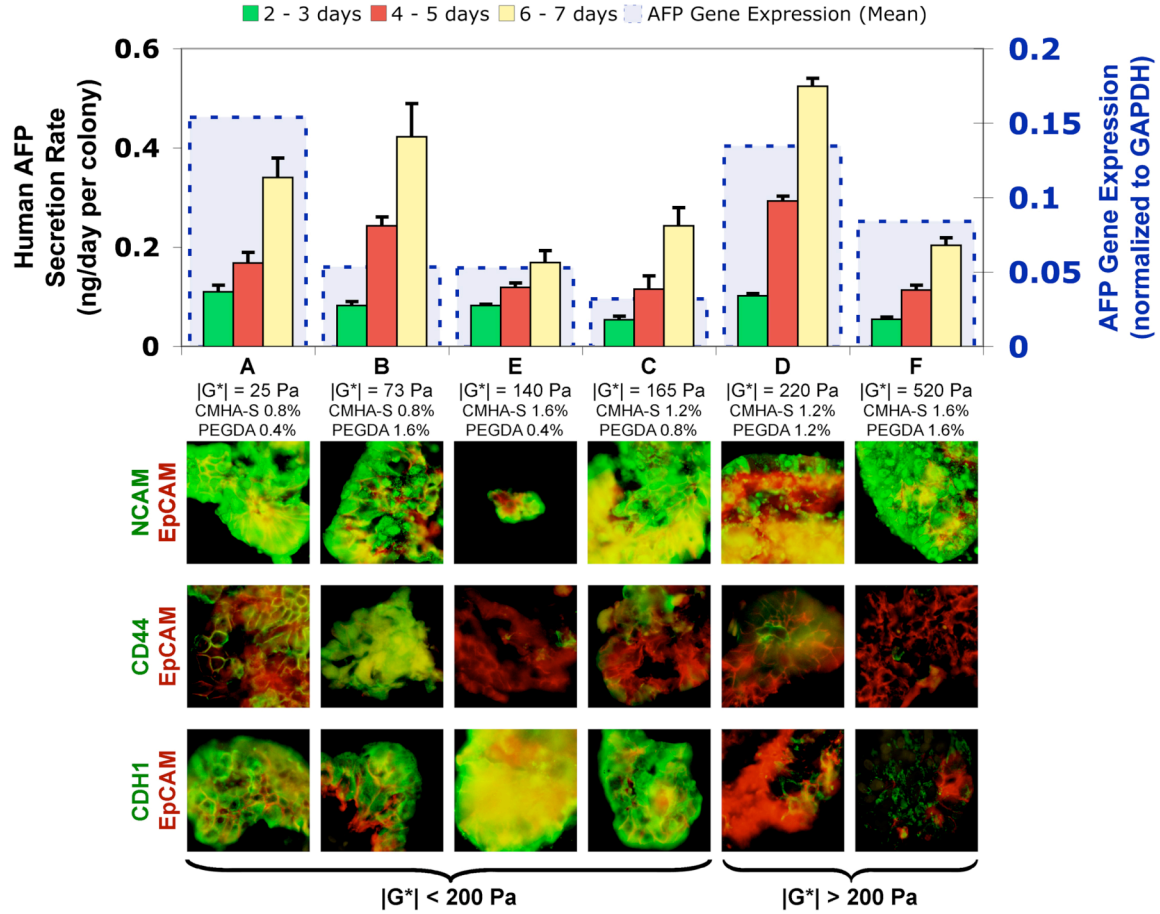 2 - 3 days 4 - 5 days 6 - 7 days AFP Gene Expression (Mean)
Human AFP
Secretion Rate
(ng/day per colony)
0.6
0.4
0.2
0
0.2
0.15
0.1
0.05
0
AFP Gene Expression
(normalized to GAPDH)
A B E C D F
|G*| = 25 Pa |G*| = 73 Pa |G*| = 140 Pa |G*| = 165 Pa |G*| = 220 Pa |G*| = 520 Pa
CMHA-S 0.8% CMHA-S 0.8% CMHA-S 1.6% CMHA-S 1.2% CMHA-S 1.2% CMHA-S 1.6%
PEGDA 0.4% PEGDA 1.6% PEGDA 0.4% PEGDA 0.8% PEGDA 1.2% PEGDA 1.6%
NCAM
EpCAM
CD44
EpCAM
CDH1
EpCAM
|G*| < 200 Pa |G*| > 200 Pa